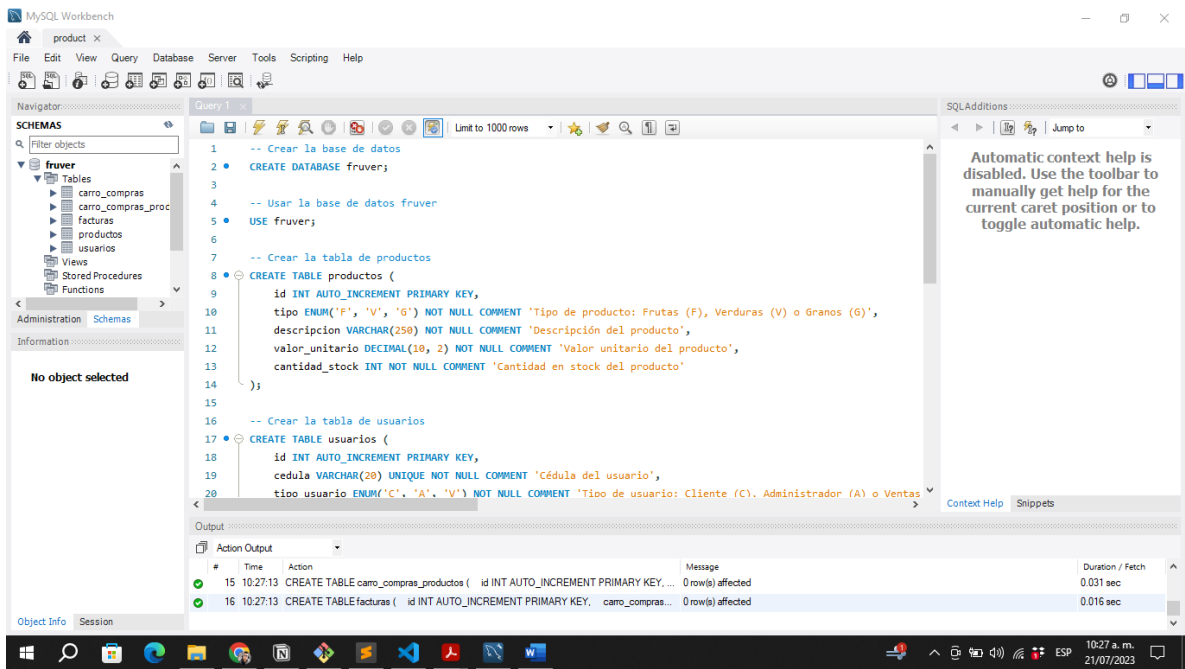 MySQL Workbench
product ×
File Edit View Query Database Server Tools Scripting Help
Navigator
SCHEMAS
Filter objects
fruver
Tables
carro_compras
carro_compras_prod
facturas
productos
usuarios
Views
Stored Procedures
Functions
Administration Schemas
Information
No object selected
Object Info Session
Query 1 ×
Limit to 1000 rows
1 -- Crear la base de datos
2 CREATE DATABASE fruver;
3
4 -- Usar la base de datos fruver
5 USE fruver;
6
7 -- Crear la tabla de productos
8 CREATE TABLE productos (
9 id INT AUTO_INCREMENT PRIMARY KEY,
10 tipo ENUM('F', 'V', 'G') NOT NULL COMMENT 'Tipo de producto: Frutas (F), Verduras (V) o Granos (G)',
11 descripcion VARCHAR(250) NOT NULL COMMENT 'Descripción del producto',
12 valor_unitario DECIMAL(10, 2) NOT NULL COMMENT 'Valor unitario del producto',
13 cantidad_stock INT NOT NULL COMMENT 'Cantidad en stock del producto'
14 );
15
16 -- Crear la tabla de usuarios
17 CREATE TABLE usuarios (
18 id INT AUTO_INCREMENT PRIMARY KEY,
19 cedula VARCHAR(20) UNIQUE NOT NULL COMMENT 'Cédula del usuario',
20 tipo_usuario ENUM('C', 'A', 'V') NOT NULL COMMENT 'Tipo de usuario: Cliente (C), Administrador (A) o Ventas
SQLAdditions
Jump to
Automatic context help is
disabled. Use the toolbar to
manually get help for the
current caret position or to
toggle automatic help.
Context Help Snippets
Output
Action Output
# Time Action Message Duration / Fetch
15 10:27:13 CREATE TABLE carro_compras_productos ( id INT AUTO_INCREMENT PRIMARY KEY, ... 0 row(s) affected 0.031 sec
16 10:27:13 CREATE TABLE facturas ( id INT AUTO_INCREMENT PRIMARY KEY, carro_compras... 0 row(s) affected 0.016 sec
ESP
10:27 a. m.
21/07/2023